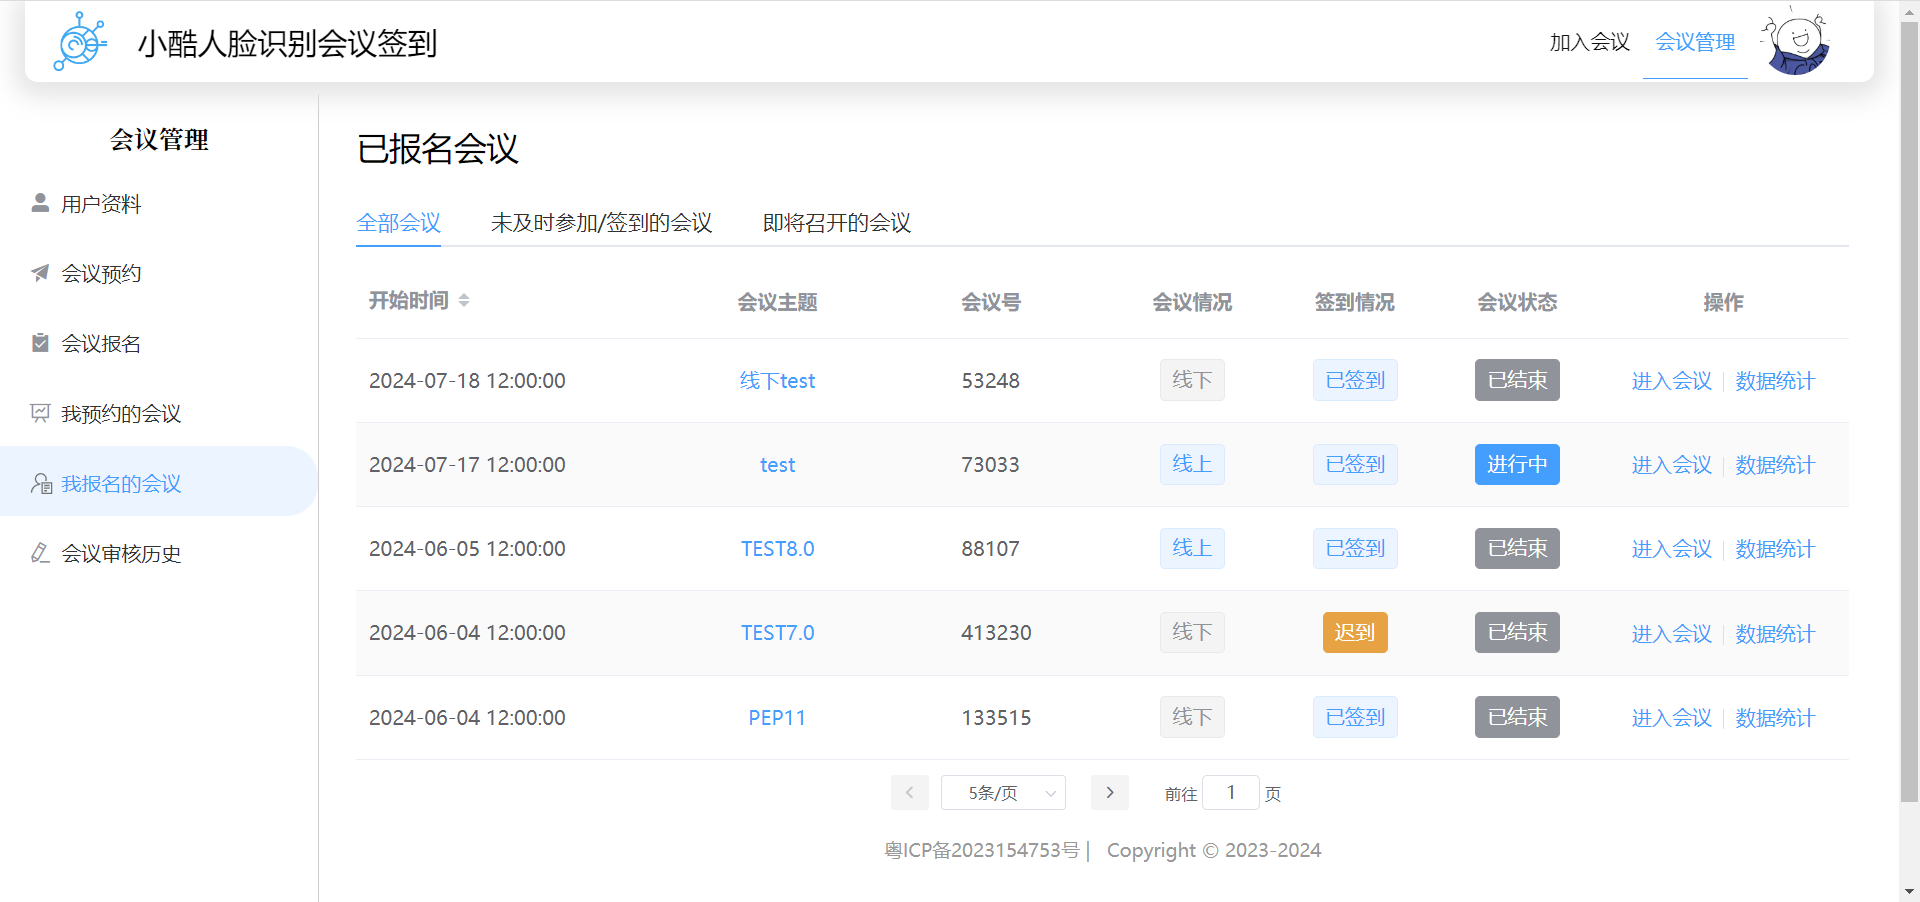 小酷人脸识别会议签到
加入会议 会议管理
会议管理
用户资料
会议预约
会议报名
我预约的会议
我报名的会议
会议审核历史
已报名会议
全部会议 未及时参加/签到的会议 即将召开的会议
开始时间 会议主题 会议号 会议情况 签到情况 会议状态 操作
2024-07-18 12:00:00 线下test 53248 线下 已签到 已结束 进入会议 数据统计
2024-07-17 12:00:00 test 73033 线上 已签到 进行中 进入会议 数据统计
2024-06-05 12:00:00 TEST8.0 88107 线上 已签到 已结束 进入会议 数据统计
2024-06-04 12:00:00 TEST7.0 413230 线下 迟到 已结束 进入会议 数据统计
2024-06-04 12:00:00 PEP11 133515 线下 已签到 已结束 进入会议 数据统计
5条/页 前往 1 页
粤ICP备2023154753号 | Copyright © 2023-2024